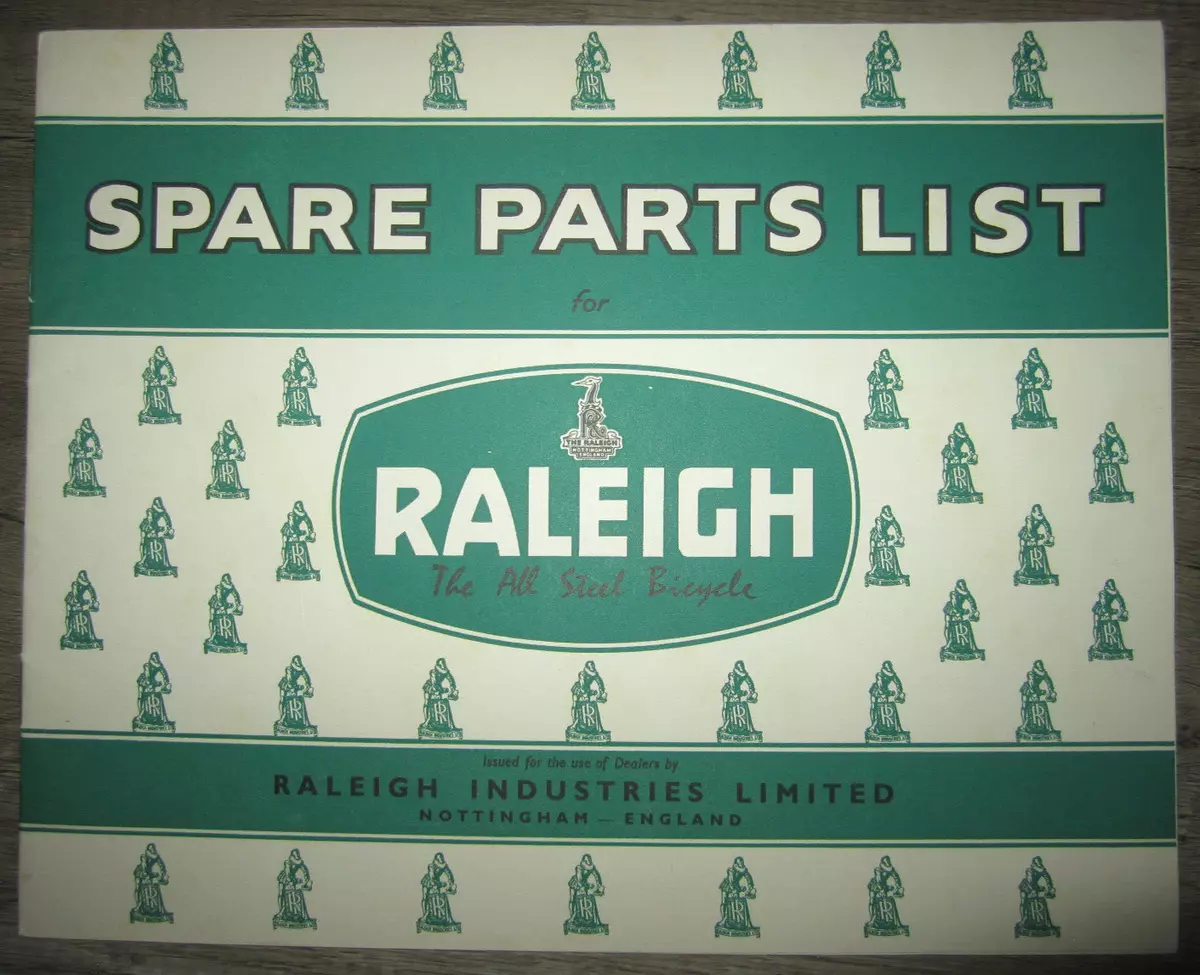 SPARE PARTS LIST
for
THE RALEIGH
NOTTINGHAM
ENGLAND
RALEIGH
The All Steel Bicycle
Issued for the use of Dealers by
RALEIGH INDUSTRIES LIMITED
NOTTINGHAM — ENGLAND